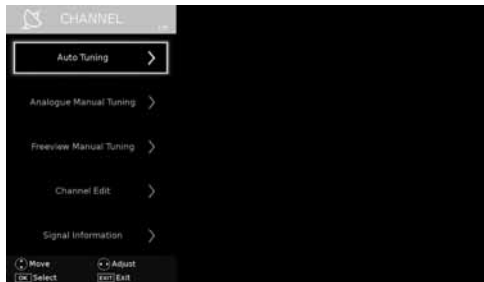 CHANNEL
Auto Tuning
Analogue Manual Tuning
Freeview Manual Tuning
Channel Edit
Signal Information
Move Adjust
OK Select EXIT Exit